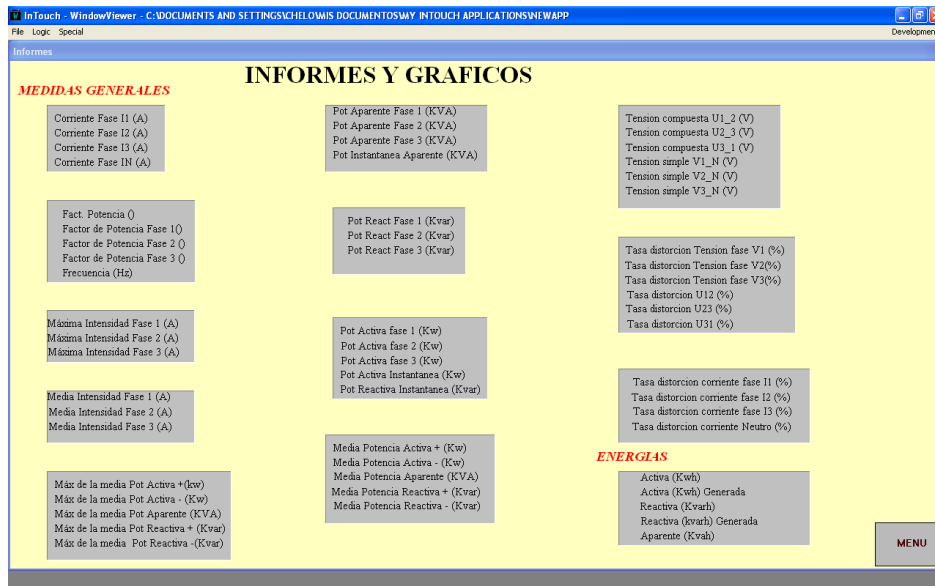 InTouch - WindowViewer - C:\DOCUMENTS AND SETTINGS\CHELO\MIS DOCUMENTOS\MY INTOUCH APPLICATIONS\NEWAPP
File Logic Special
Development
Informes
INFORMES Y GRAFICOS
MEDIDAS GENERALES
Corriente Fase I1 (A)
Corriente Fase I2 (A)
Corriente Fase I3 (A)
Corriente Fase IN (A)
Fact. Potencia ()
Factor de Potencia Fase 1()
Factor de Potencia Fase 2 ()
Factor de Potencia Fase 3 ()
Frecuencia (Hz)
Máxima Intensidad Fase 1 (A)
Máxima Intensidad Fase 2 (A)
Máxima Intensidad Fase 3 (A)
Media Intensidad Fase 1 (A)
Media Intensidad Fase 2 (A)
Media Intensidad Fase 3 (A)
Máx de la media Pot Activa +(kw)
Máx de la media Pot Activa - (Kw)
Máx de la media Pot Aparente (KVA)
Máx de la media Pot Reactiva + (Kvar)
Máx de la media Pot Reactiva -(Kvar)
Pot Aparente Fase 1 (KVA)
Pot Aparente Fase 2 (KVA)
Pot Aparente Fase 3 (KVA)
Pot Instantanea Aparente (KVA)
Pot React Fase 1 (Kvar)
Pot React Fase 2 (Kvar)
Pot React Fase 3 (Kvar)
Pot Activa fase 1 (Kw)
Pot Activa fase 2 (Kw)
Pot Activa fase 3 (Kw)
Pot Activa Instantanea (Kw)
Pot Reactiva Instantanea (Kvar)
Media Potencia Activa + (Kw)
Media Potencia Activa - (Kw)
Media Potencia Aparente (KVA)
Media Potencia Reactiva + (Kvar)
Media Potencia Reactiva - (Kvar)
Tension compuesta U1_2 (V)
Tension compuesta U2_3 (V)
Tension compuesta U3_1 (V)
Tension simple V1_N (V)
Tension simple V2_N (V)
Tension simple V3_N (V)
Tasa distorcion Tension fase V1 (%)
Tasa distorcion Tension fase V2(%)
Tasa distorcion Tension fase V3(%)
Tasa distorcion U12 (%)
Tasa distorcion U23 (%)
Tasa distorcion U31 (%)
Tasa distorcion corriente fase I1 (%)
Tasa distorcion corriente fase I2 (%)
Tasa distorcion corriente fase I3 (%)
Tasa distorcion corriente Neutro (%)
ENERGIAS
Activa (Kwh)
Activa (Kwh) Generada
Reactiva (Kvarh)
Reactiva (kvarh) Generada
Aparente (Kvah)
MENU